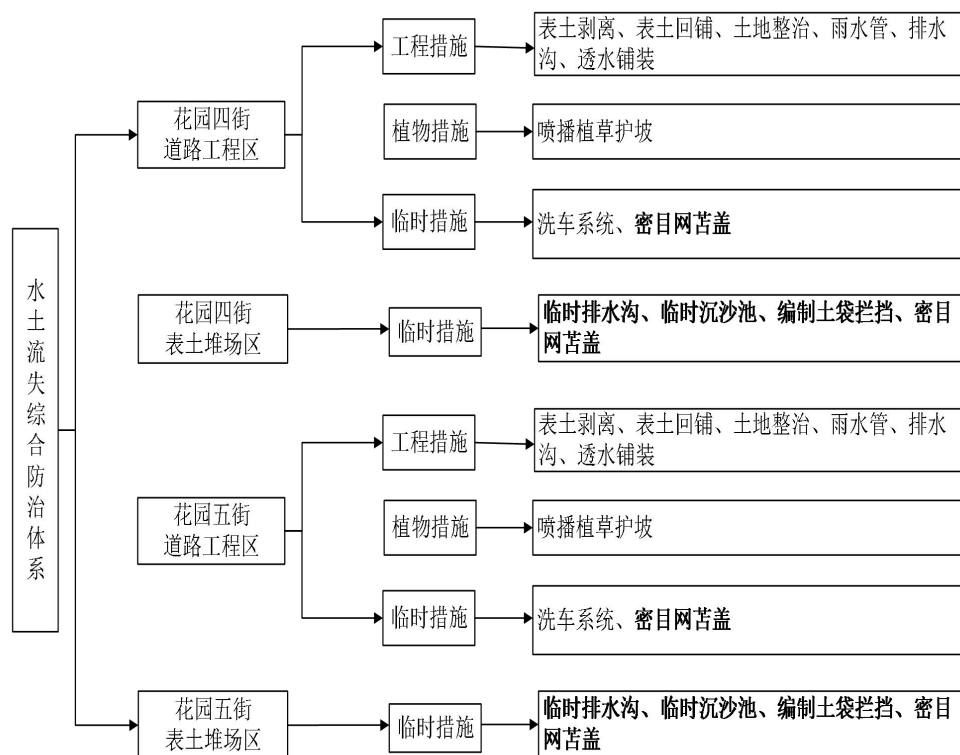 水土流失综合防治体系
花园四街
道路工程区
工程措施
表土剥离、表土回铺、土地整治、雨水管、排水
沟、透水铺装
植物措施
喷播植草护坡
临时措施
洗车系统、密目网苫盖
花园四街
表土堆场区
临时措施
临时排水沟、临时沉沙池、编制土袋拦挡、密目
网苫盖
花园五街
道路工程区
工程措施
表土剥离、表土回铺、土地整治、雨水管、排水
沟、透水铺装
植物措施
喷播植草护坡
临时措施
洗车系统、密目网苫盖
花园五街
表土堆场区
临时措施
临时排水沟、临时沉沙池、编制土袋拦挡、密目
网苫盖